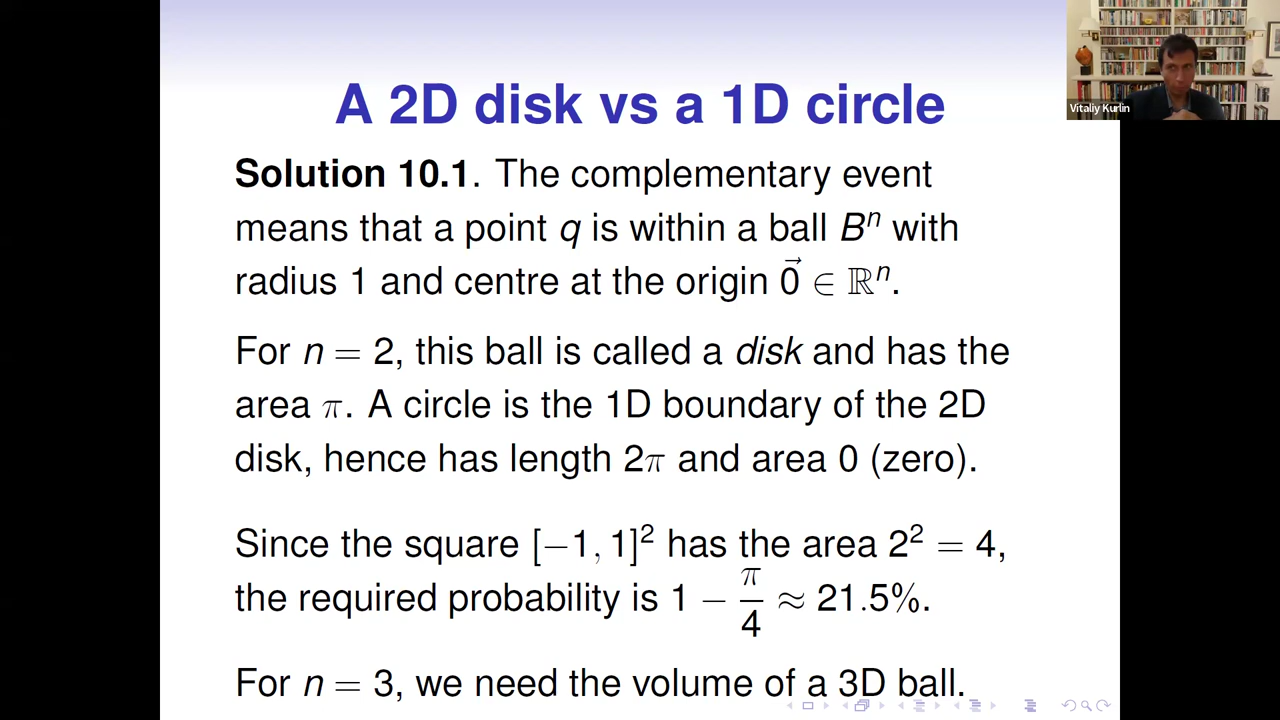 A 2D disk vs a 1D circle
Vitaliy Kurlin
Solution 10.1. The complementary event
means that a point q is within a ball Bⁿ with
radius 1 and centre at the origin 0⃗ ∈ ℝⁿ.
For n = 2, this ball is called a disk and has the
area π. A circle is the 1D boundary of the 2D
disk, hence has length 2π and area 0 (zero).
Since the square [−1, 1]² has the area 2² = 4,
the required probability is 1 − π/4 ≈ 21.5%.
For n = 3, we need the volume of a 3D ball.